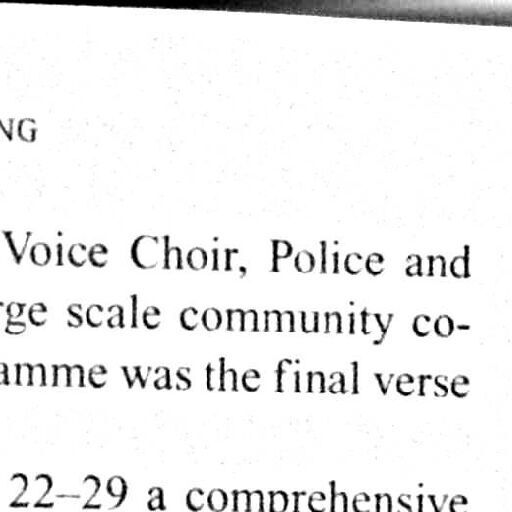 NG
Voice Choir, Police and
rge scale community co-
amme was the final verse
22–29 a comprehensive